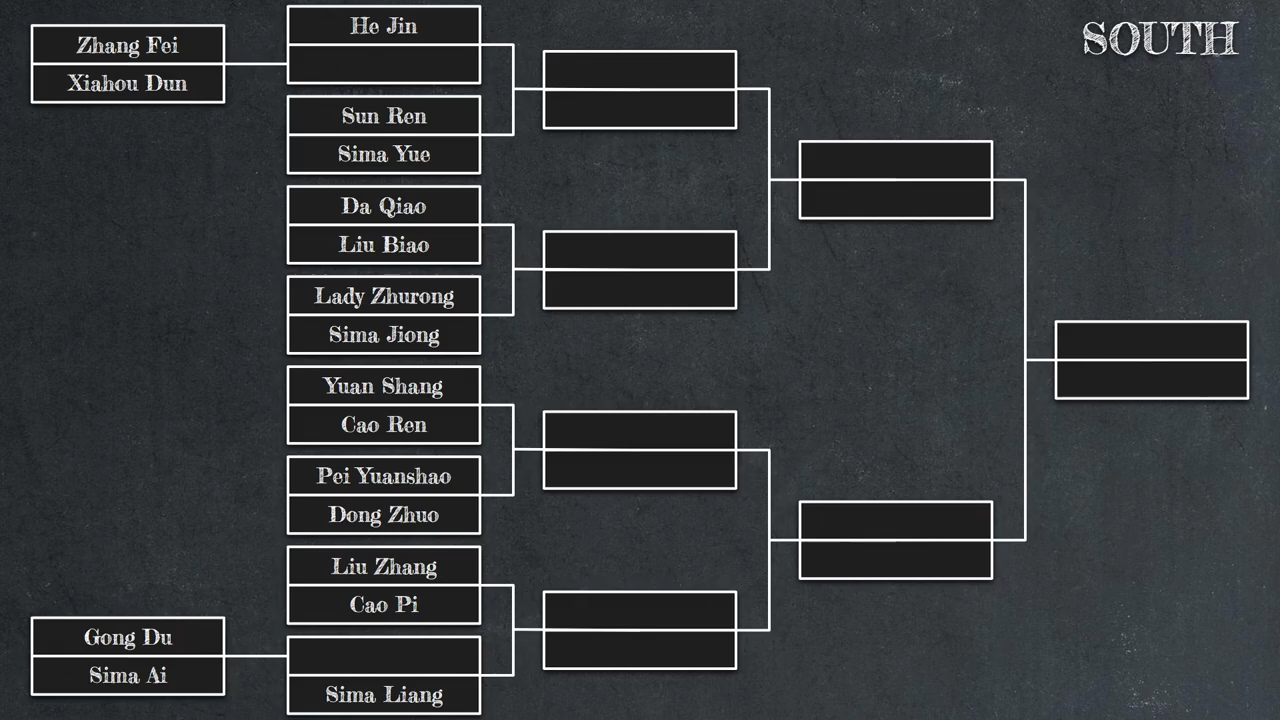 SOUTH
Zhang Fei
Xiahou Dun
He Jin
Sun Ren
Sima Yue
Da Qiao
Liu Biao
Lady Zhurong
Sima Jiong
Yuan Shang
Cao Ren
Pei Yuanshao
Dong Zhuo
Liu Zhang
Cao Pi
Gong Du
Sima Ai
Sima Liang